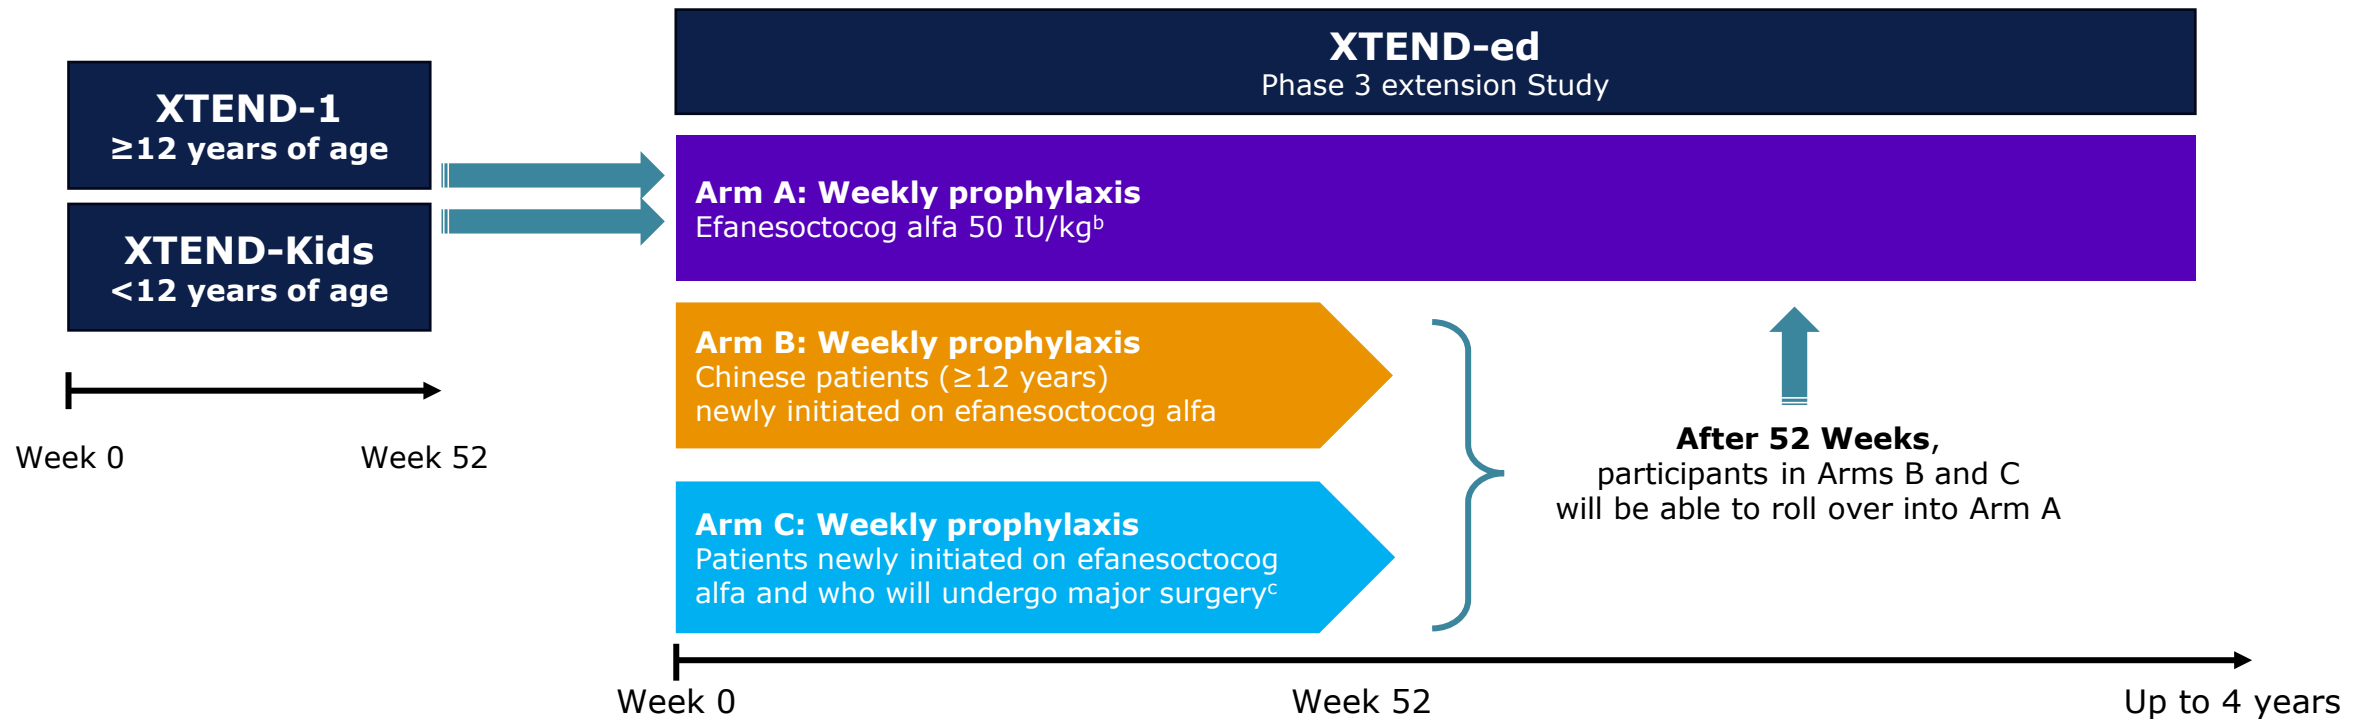 XTEND-1
≥12 years of age
XTEND-Kids
<12 years of age
Week 0
Week 52
XTEND-ed
Phase 3 extension Study
Arm A: Weekly prophylaxis
Efanesoctocog alfa 50 IU/kgᵇ
Arm B: Weekly prophylaxis
Chinese patients (≥12 years)
newly initiated on efanesoctocog alfa
Arm C: Weekly prophylaxis
Patients newly initiated on efanesoctocog
alfa and who will undergo major surgeryᶜ
After 52 Weeks,
participants in Arms B and C
will be able to roll over into Arm A
Week 0
Week 52
Up to 4 years